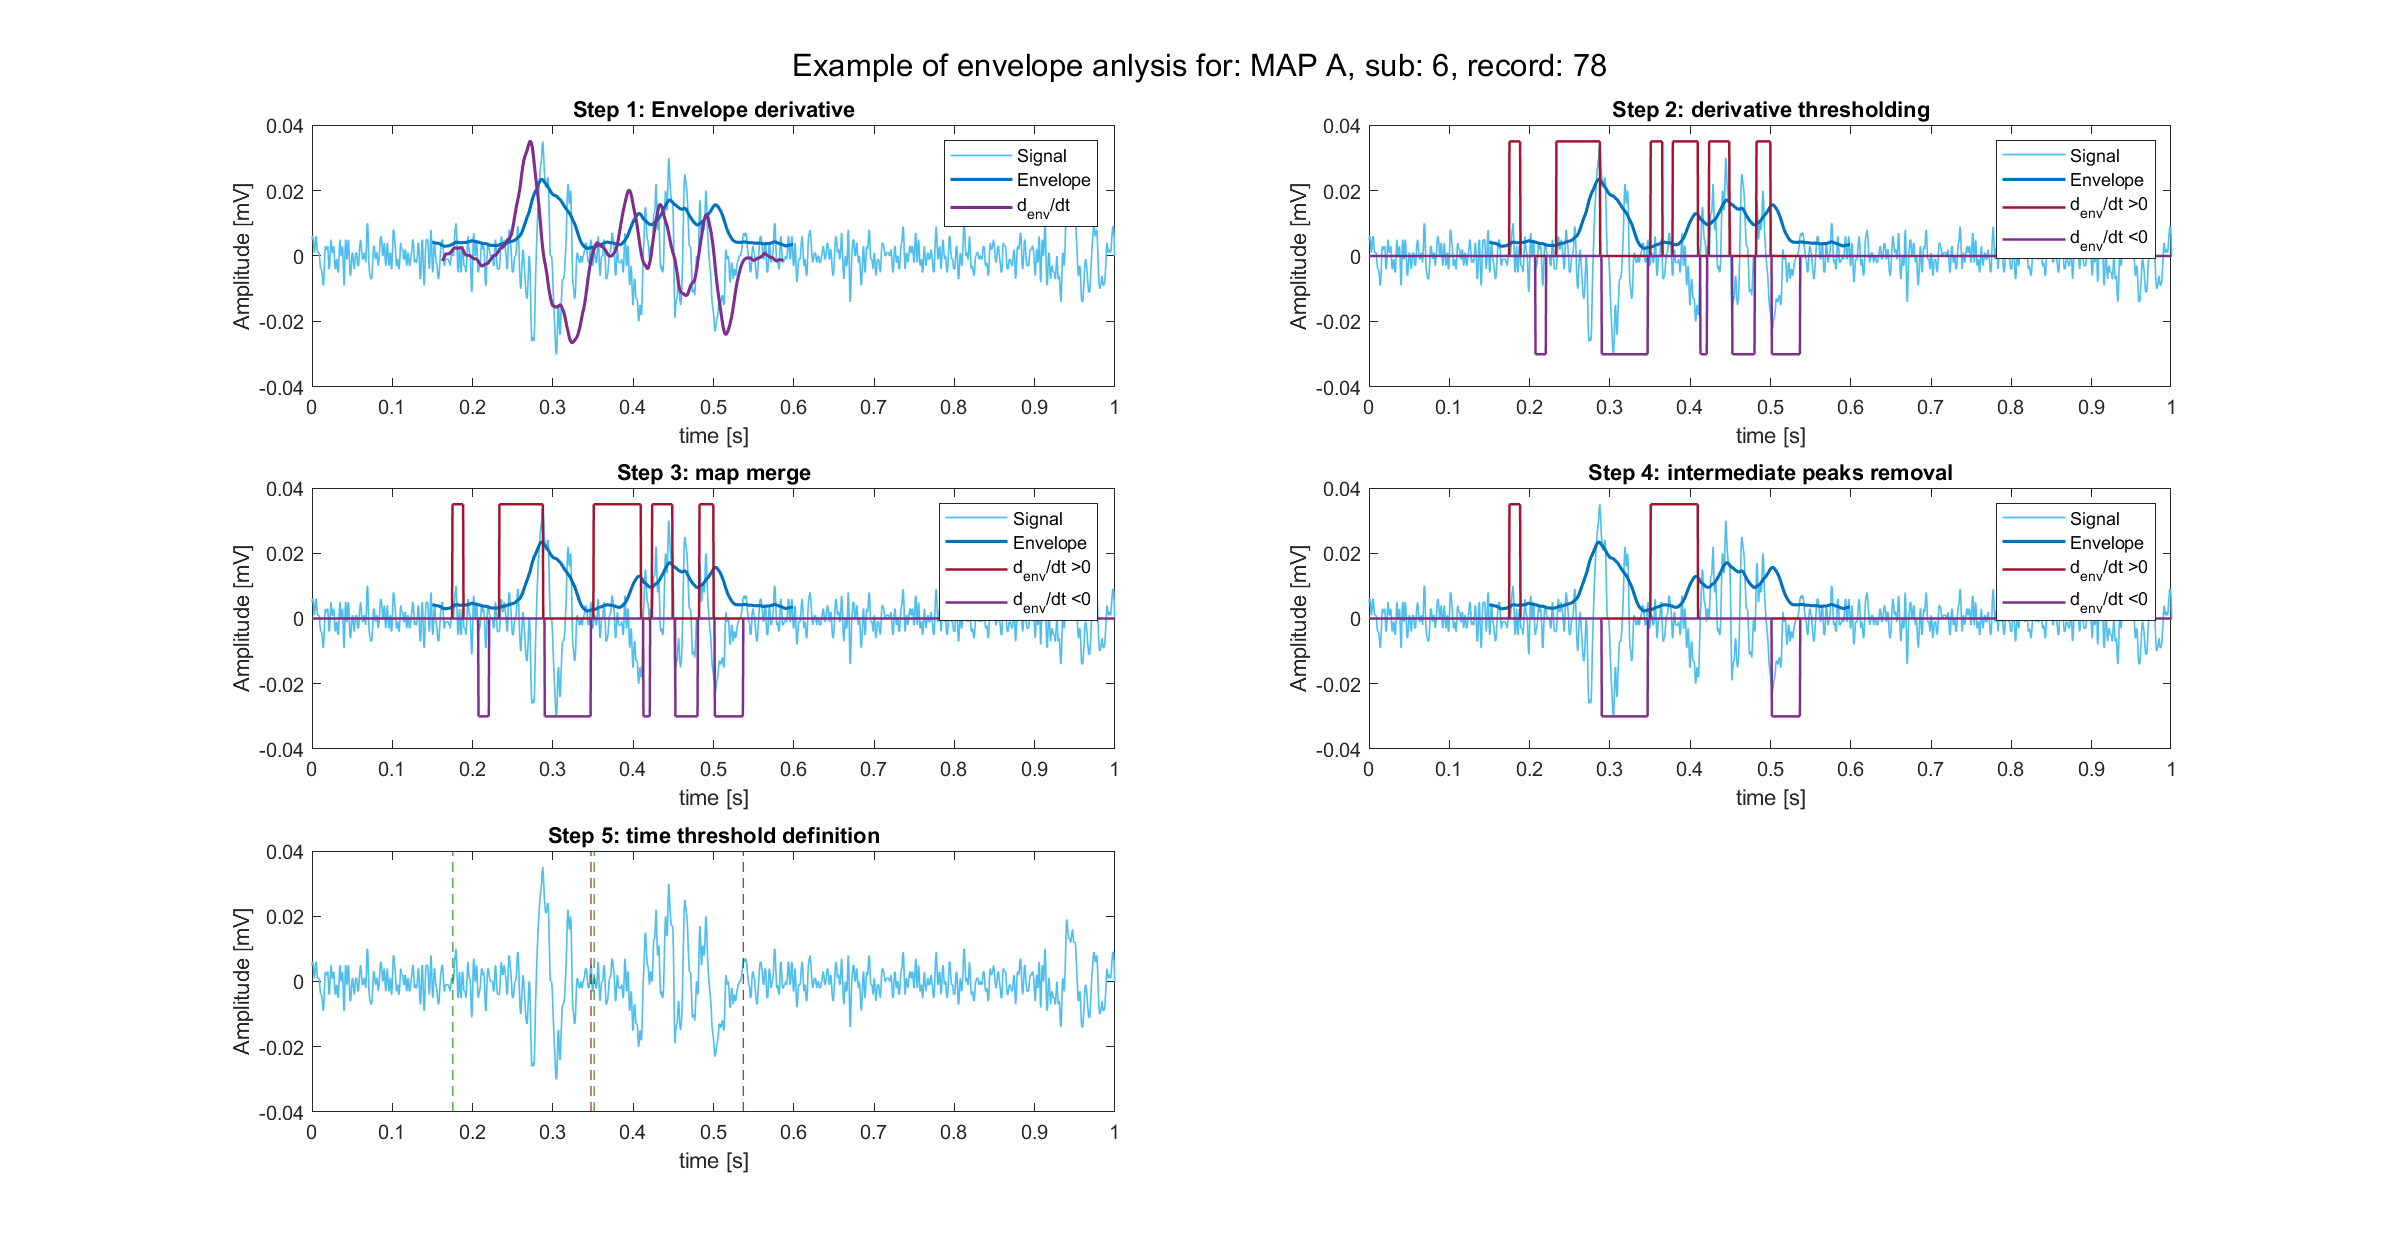 Example of envelope anlysis for: MAP A, sub: 6, record: 78
Step 1: Envelope derivative
0.04
0.02
0
-0.02
-0.04
Amplitude [mV]
0 0.1 0.2 0.3 0.4 0.5 0.6 0.7 0.8 0.9 1
time [s]
Signal
Envelope
d_env/dt
Step 2: derivative thresholding
0.04
0.02
0
-0.02
-0.04
Amplitude [mV]
0 0.1 0.2 0.3 0.4 0.5 0.6 0.7 0.8 0.9 1
time [s]
Signal
Envelope
d_env/dt >0
d_env/dt <0
Step 3: map merge
0.04
0.02
0
-0.02
-0.04
Amplitude [mV]
0 0.1 0.2 0.3 0.4 0.5 0.6 0.7 0.8 0.9 1
time [s]
Signal
Envelope
d_env/dt >0
d_env/dt <0
Step 4: intermediate peaks removal
0.04
0.02
0
-0.02
-0.04
Amplitude [mV]
0 0.1 0.2 0.3 0.4 0.5 0.6 0.7 0.8 0.9 1
time [s]
Signal
Envelope
d_env/dt >0
d_env/dt <0
Step 5: time threshold definition
0.04
0.02
0
-0.02
-0.04
Amplitude [mV]
0 0.1 0.2 0.3 0.4 0.5 0.6 0.7 0.8 0.9 1
time [s]